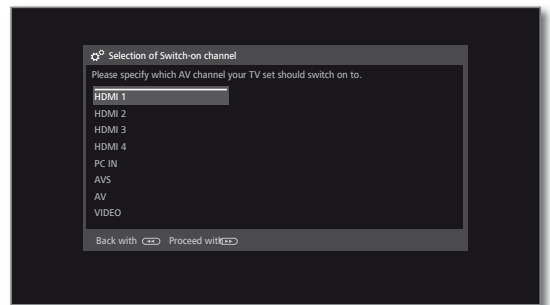 Selection of Switch-on channel
Please specify which AV channel your TV set should switch on to.
HDMI 1
HDMI 2
HDMI 3
HDMI 4
PC IN
AVS
AV
VIDEO
Back with Proceed with